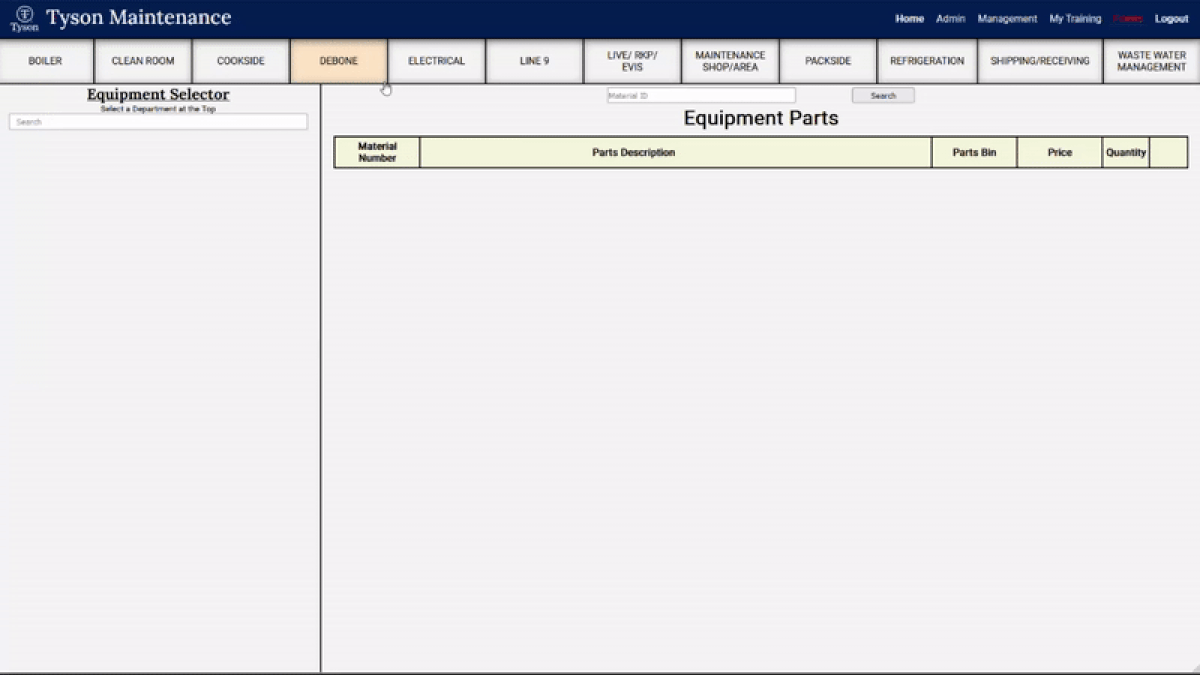 Tyson
Tyson Maintenance
Home Admin Management My Training Forms Logout
BOILER
CLEAN ROOM
COOKSIDE
DEBONE
ELECTRICAL
LINE 9
LIVE/ RKP/
EVIS
MAINTENANCE
SHOP/AREA
PACKSIDE
REFRIGERATION
SHIPPING/RECEIVING
WASTE WATER
MANAGEMENT
Equipment Selector
Select a Department at the Top
Search
Material ID
Search
Equipment Parts
Material
Number
Parts Description
Parts Bin
Price
Quantity